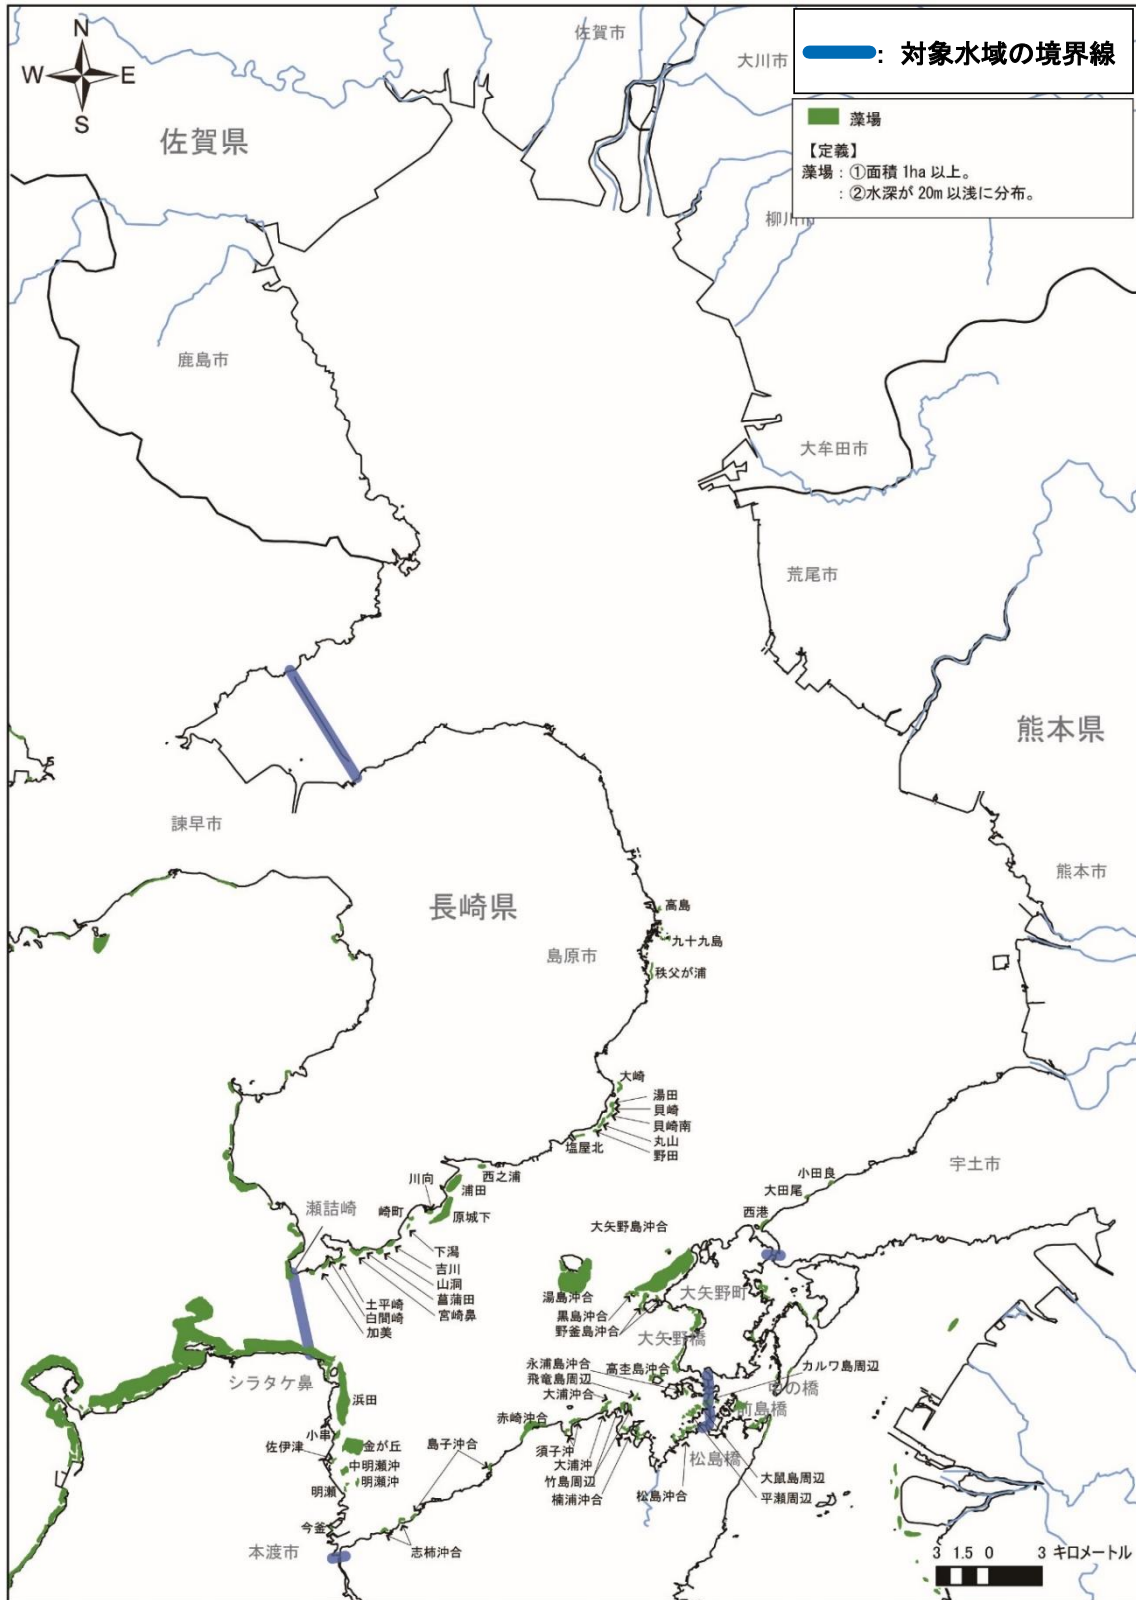 N
W
E
S
佐賀市
大川市
: 対象水域の境界線
藻場
【定義】
藻場：①面積 1ha 以上。
：②水深が 20m 以浅に分布。
佐賀県
柳川市
鹿島市
大牟田市
荒尾市
熊本県
諫早市
熊本市
長崎県
高島
島原市
九十九島
秩父が浦
大崎
湯田
貝崎
貝崎南
丸山
野田
塩屋北
宇土市
西之浦
小田良
川向
浦田
大田尾
瀬詰崎
崎町
原城下
西港
大矢野島沖合
下潟
吉川
山洞
菖蒲田
宮崎鼻
土平崎
白間崎
加美
湯島沖合
大矢野町
黒島沖合
野釜島沖合
大矢野橋
永浦島沖合
高杢島沖合
カルワ島周辺
飛竜島周辺
中の橋
シラタケ鼻
大浦沖合
前島橋
浜田
赤崎沖合
小串
須子沖
佐伊津
金が丘
島子沖合
大浦沖
松島橋
中明瀬沖
竹島周辺
大鼠島周辺
明瀬
明瀬沖
楠浦沖合
松島沖合
平瀬周辺
今釜
本渡市
志柿沖合
3 1.5 0 3 キロメートル